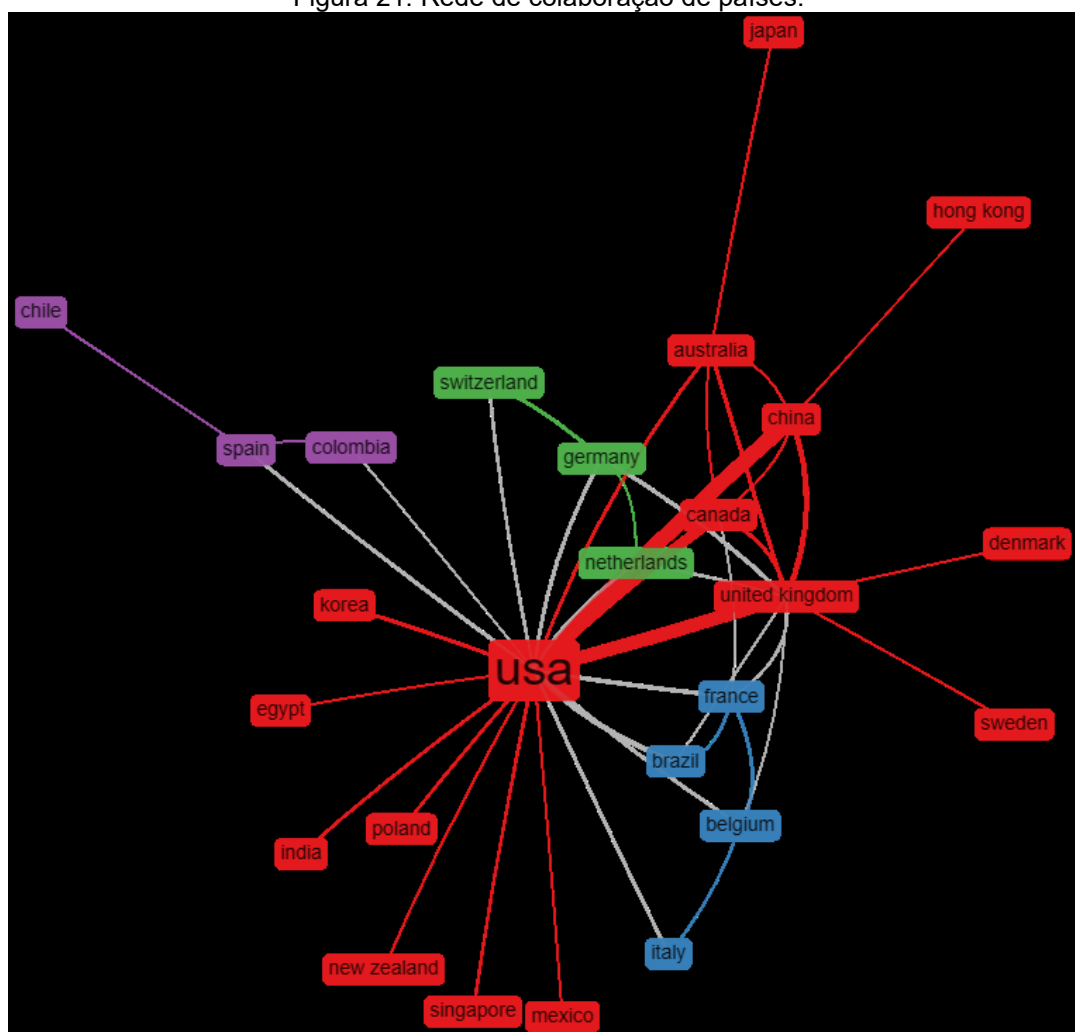 Figura 21. Rede de colaboração de países.
japan
hong kong
chile
australia
switzerland
china
spain
colombia
germany
canada
denmark
netherlands
united kingdom
korea
usa
france
egypt
sweden
brazil
belgium
poland
india
italy
new zealand
singapore
mexico